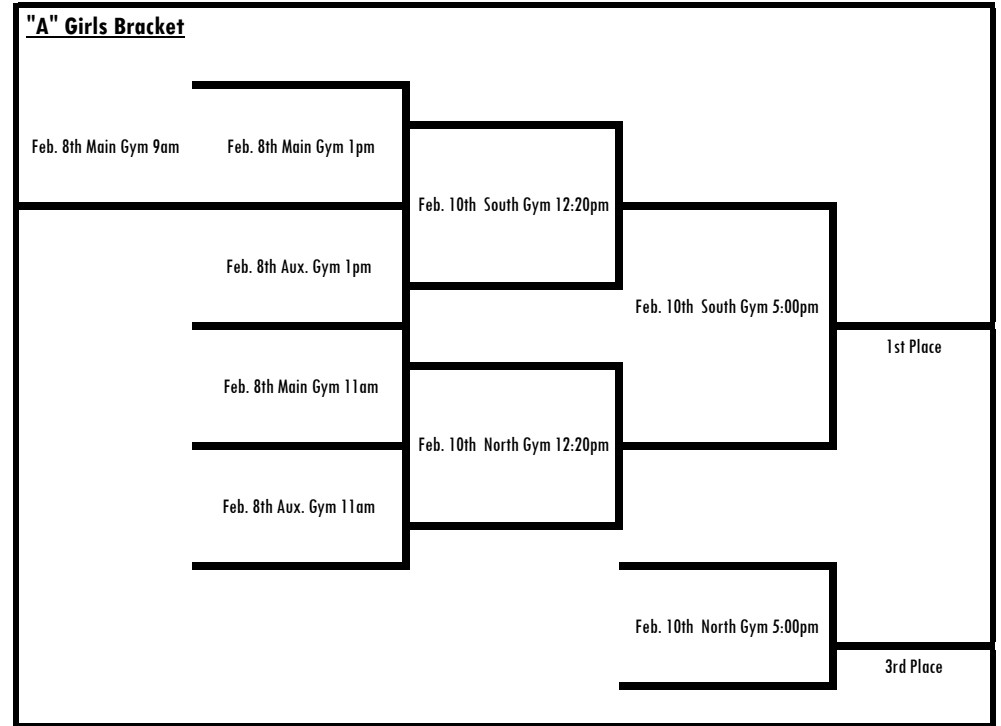 "A" Girls Bracket
Feb. 8th Main Gym 9am
Feb. 8th Main Gym 1pm
Feb. 10th South Gym 12:20pm
Feb. 8th Aux. Gym 1pm
Feb. 10th South Gym 5:00pm
1st Place
Feb. 8th Main Gym 11am
Feb. 10th North Gym 12:20pm
Feb. 8th Aux. Gym 11am
Feb. 10th North Gym 5:00pm
3rd Place